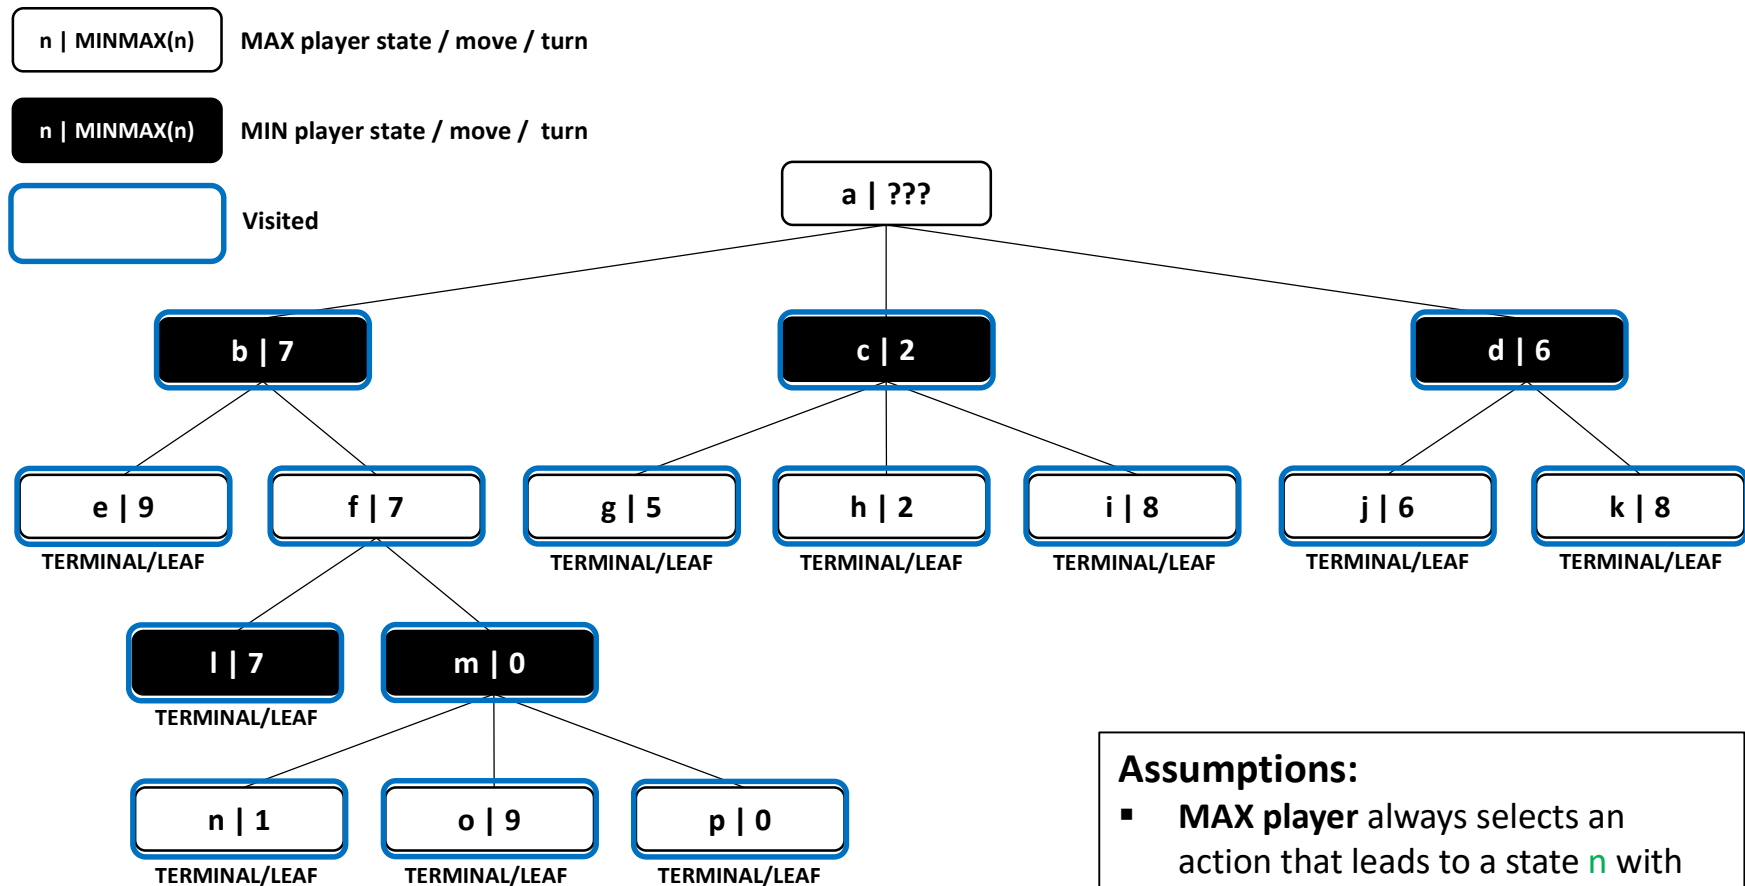 n | MINMAX(n) MAX player state / move / turn
n | MINMAX(n) MIN player state / move / turn
Visited
a | ???
b | 7 c | 2 d | 6
e | 9 f | 7 g | 5 h | 2 i | 8 j | 6 k | 8
TERMINAL/LEAF TERMINAL/LEAF TERMINAL/LEAF TERMINAL/LEAF TERMINAL/LEAF TERMINAL/LEAF
l | 7 m | 0
TERMINAL/LEAF
n | 1 o | 9 p | 0
TERMINAL/LEAF TERMINAL/LEAF TERMINAL/LEAF
Assumptions:
▪ MAX player always selects an
action that leads to a state n with